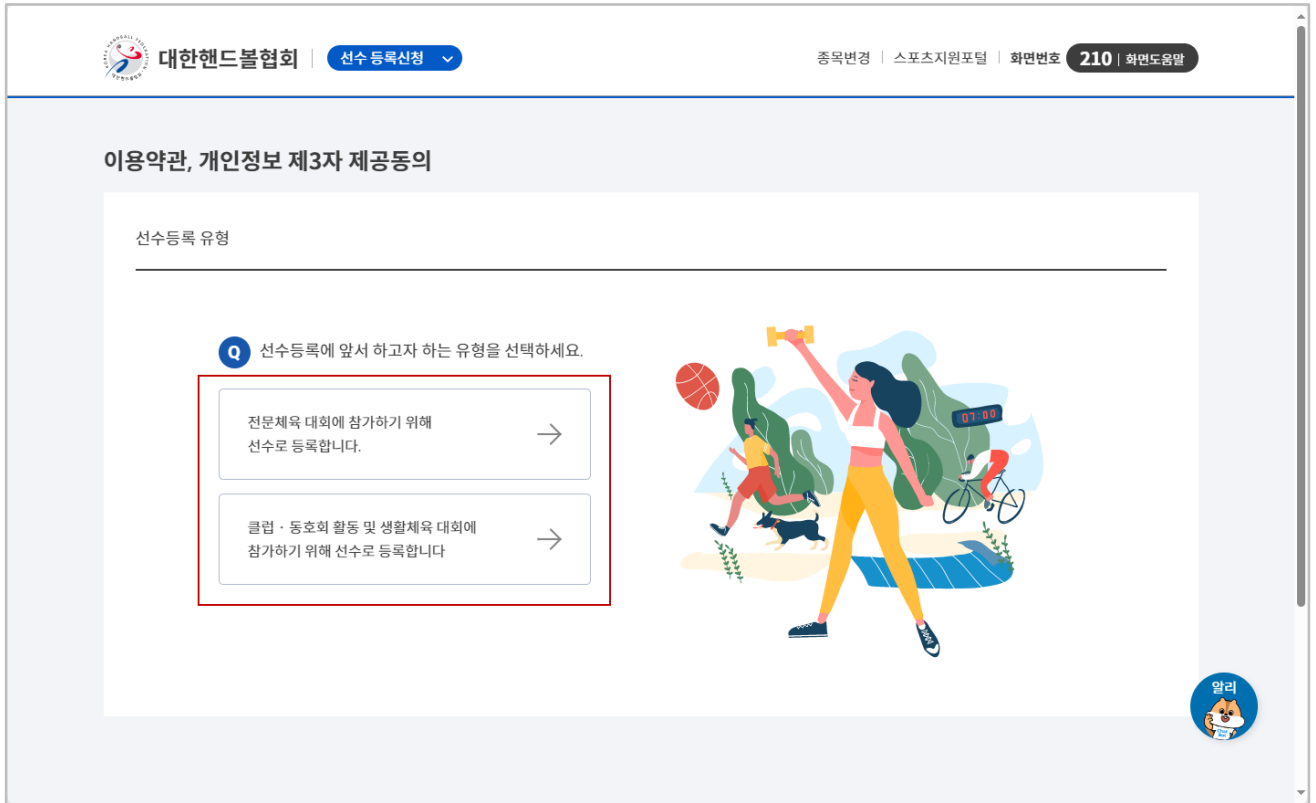 대한핸드볼협회
선수 등록신청
종목변경
스포츠지원포털
화면번호
210
화면도움말
이용약관, 개인정보 제3자 제공동의
선수등록 유형
Q 선수등록에 앞서 하고자 하는 유형을 선택하세요.
전문체육 대회에 참가하기 위해
선수로 등록합니다.
클럽 · 동호회 활동 및 생활체육 대회에
참가하기 위해 선수로 등록합니다
07:00
알리
Chat
Bot